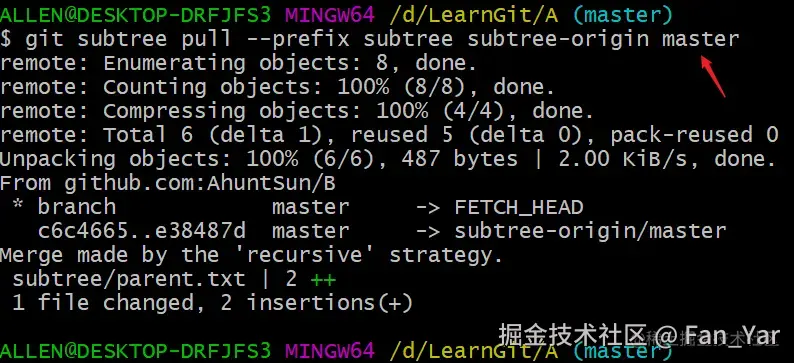 ALLEN@DESKTOP-DRFJFS3 MINGW64 /d/LearnGit/A (master)
$ git subtree pull --prefix subtree subtree-origin master
remote: Enumerating objects: 8, done.
remote: Counting objects: 100% (8/8), done.
remote: Compressing objects: 100% (4/4), done.
remote: Total 6 (delta 1), reused 5 (delta 0), pack-reused 0
Unpacking objects: 100% (6/6), 487 bytes | 2.00 KiB/s, done.
From github.com:AhuntSun/B
 * branch            master     -> FETCH_HEAD
   c6c4665..e38487d  master     -> subtree-origin/master
Merge made by the 'recursive' strategy.
 subtree/parent.txt | 2 ++
 1 file changed, 2 insertions(+)
ALLEN@DESKTOP-DRFJFS3 MINGW64 /d/LearnGit/A (master)
掘金技术社区 @ Fan_Yar